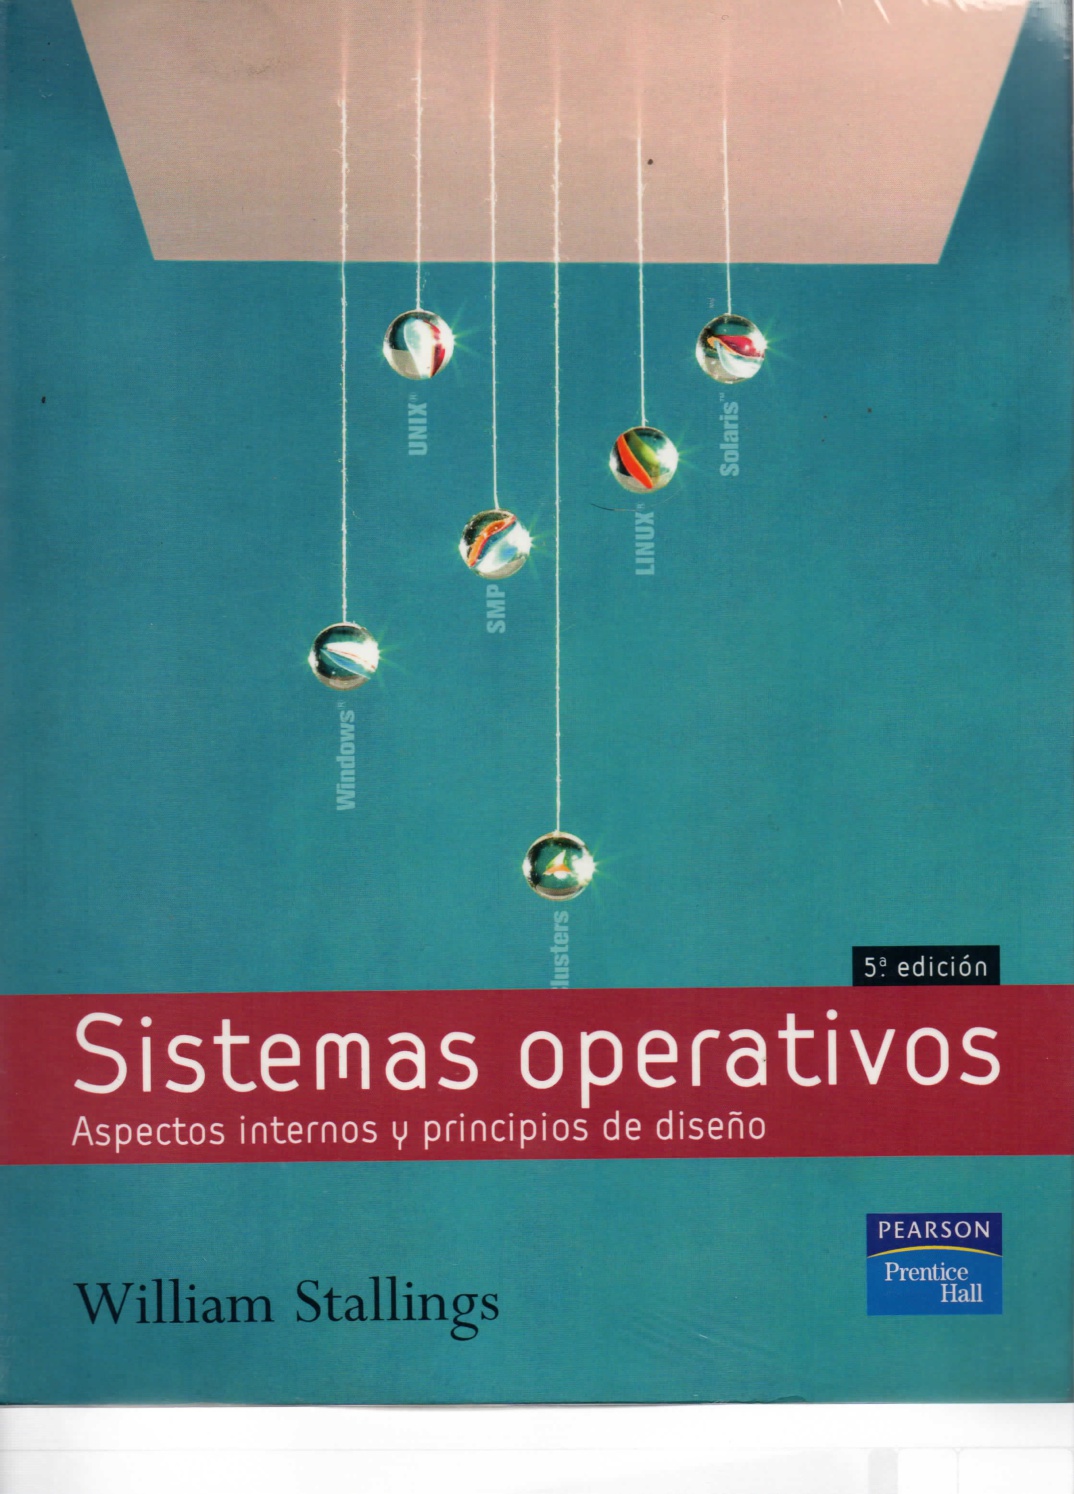 UNIX®
Solaris™
LINUX®
SMP
Windows®
lusters
5ª edición
Sistemas operativos
Aspectos internos y principios de diseño
PEARSON
Prentice
Hall
William Stallings